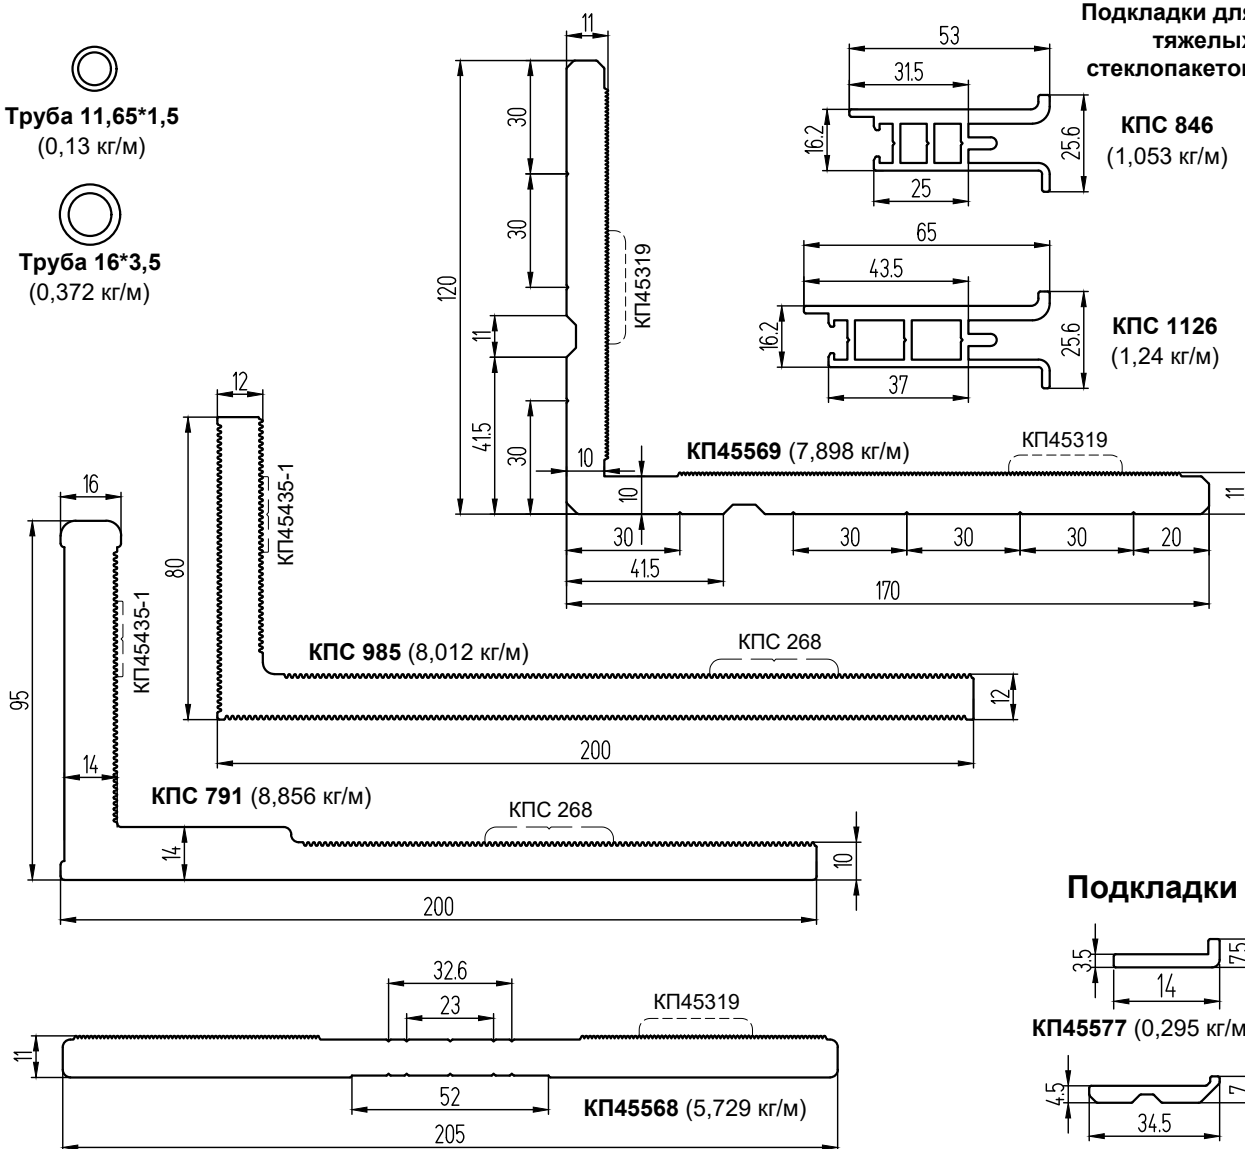 Труба 11,65*1,5
(0,13 кг/м)
Труба 16*3,5
(0,372 кг/м)
11
120
30
30
11
41.5
30
КП45319
10
10
КП45569 (7,898 кг/м)
КП45319
11
30
30
30
30
20
41.5
170
Подкладки для
тяжелых
стеклопакетов
53
31.5
16.2
25.6
25
КПС 846
(1,053 кг/м)
65
43.5
16.2
25.6
37
КПС 1126
(1,24 кг/м)
12
80
КП45435-1
КПС 985 (8,012 кг/м)
КПС 268
12
200
16
95
КП45435-1
14
КПС 791 (8,856 кг/м)
14
КПС 268
10
200
32.6
23
КП45319
11
52
КП45568 (5,729 кг/м)
205
Подкладки
3.5
7.5
14
КП45577 (0,295 кг/м
4.5
7
34.5